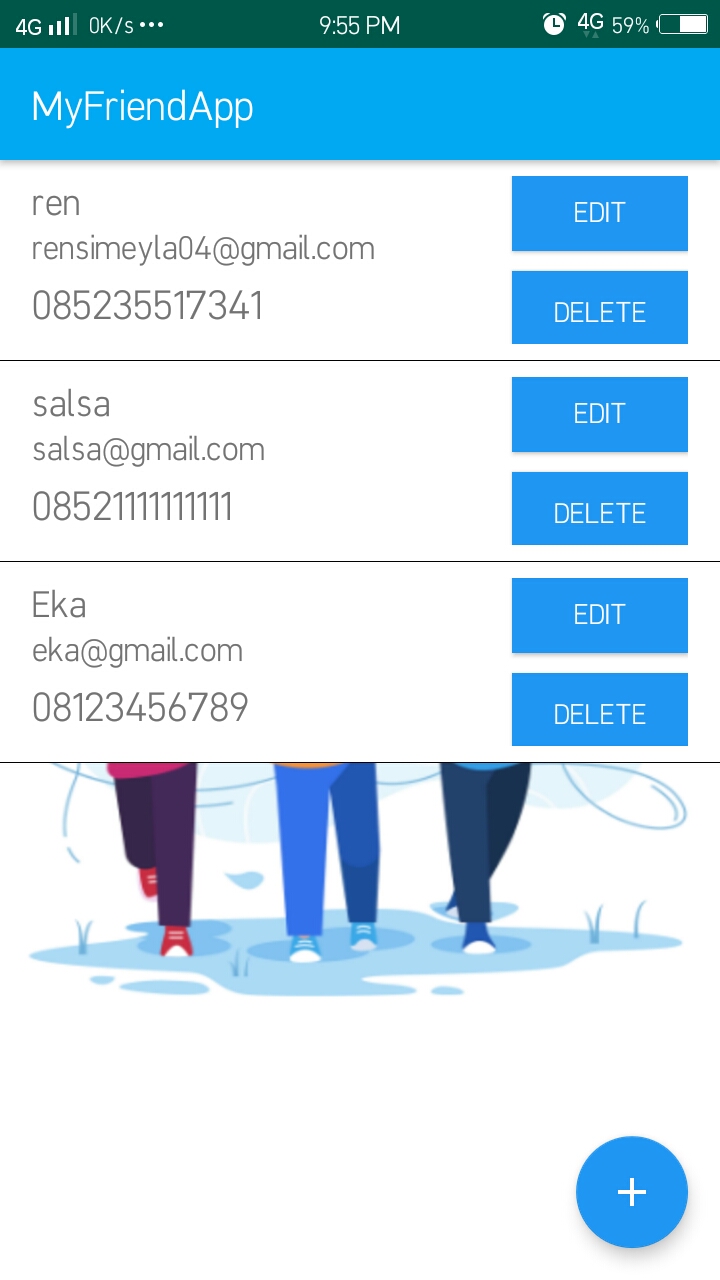 4G 0K/s ••• 9:55 PM 4G 59%
MyFriendApp
ren
rensimeyla04@gmail.com
085235517341
EDIT
DELETE
salsa
salsa@gmail.com
08521111111111
EDIT
DELETE
Eka
eka@gmail.com
08123456789
EDIT
DELETE
+